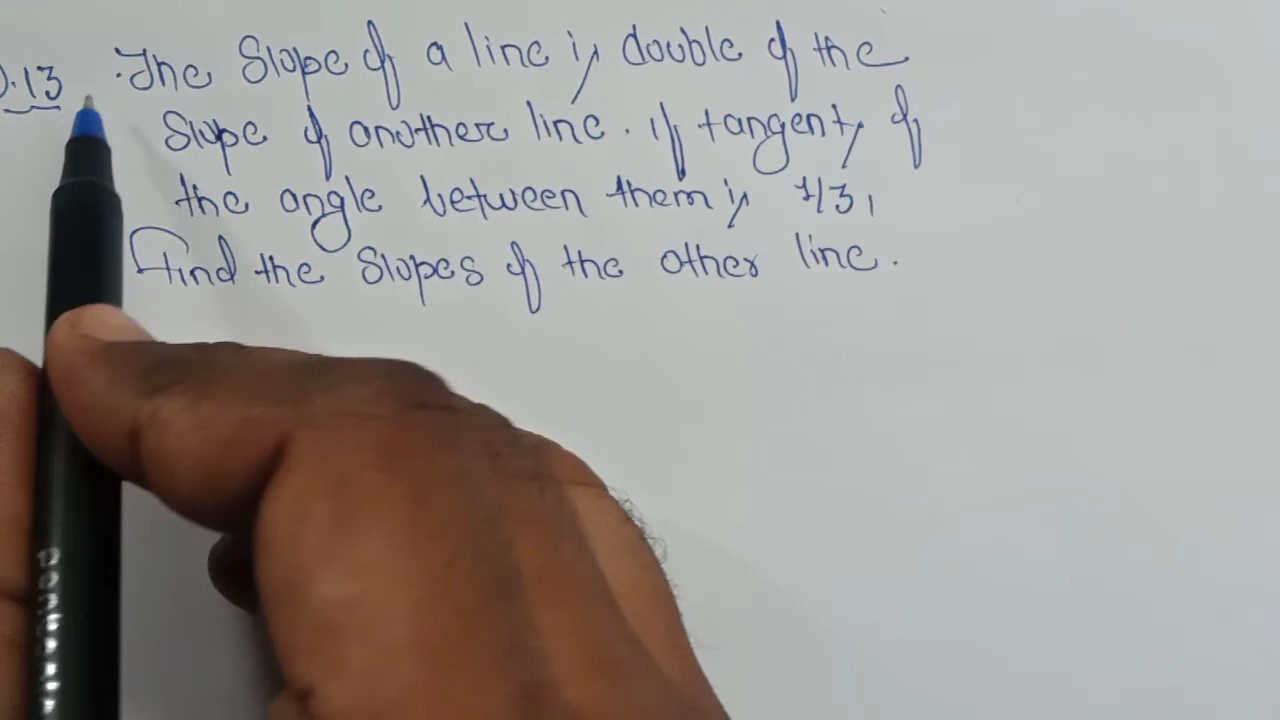 Q.13 The Slope of a line is double of the
Slope of another line. If tangent of
the angle between them is 1/3,
Find the Slopes of the other line.